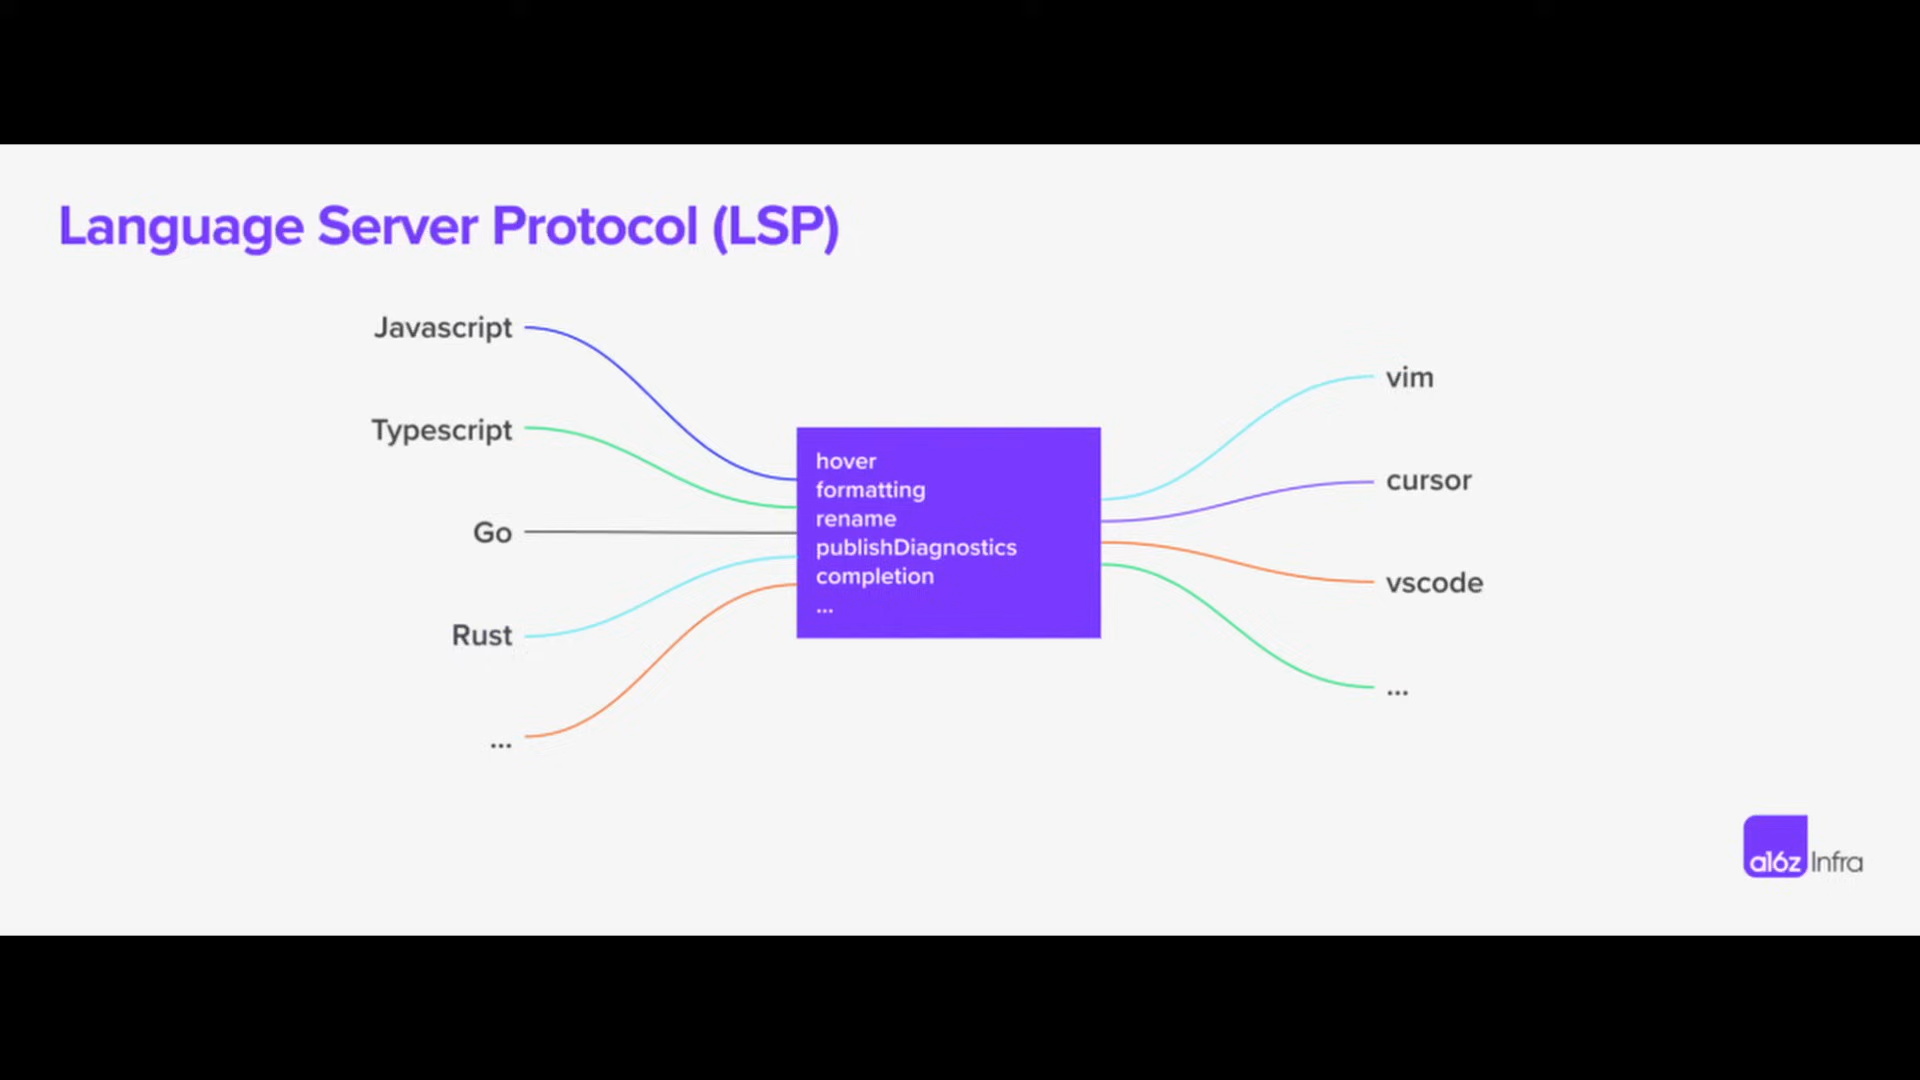 Language Server Protocol (LSP)
Javascript
Typescript
Go
Rust
...
hover
formatting
rename
publishDiagnostics
completion
...
vim
cursor
vscode
...
a16z Infra